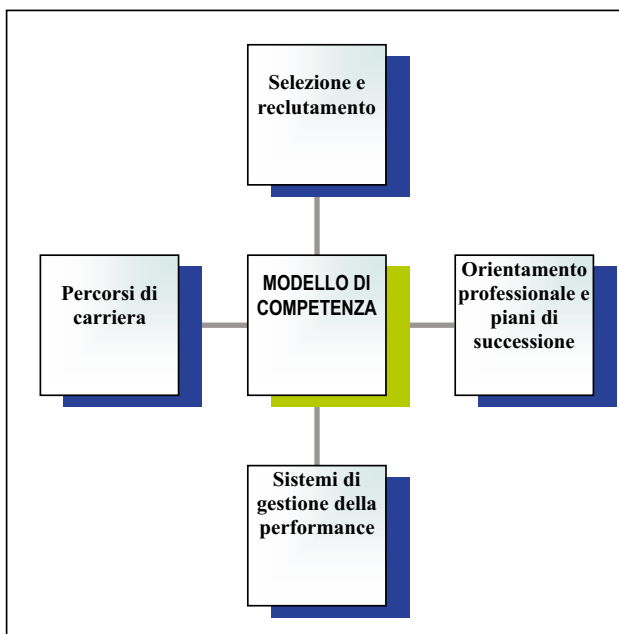 Selezione e
reclutamento
Percorsi di
carriera
MODELLO DI
COMPETENZA
Orientamento
professionale e
piani di
successione
Sistemi di
gestione della
performance